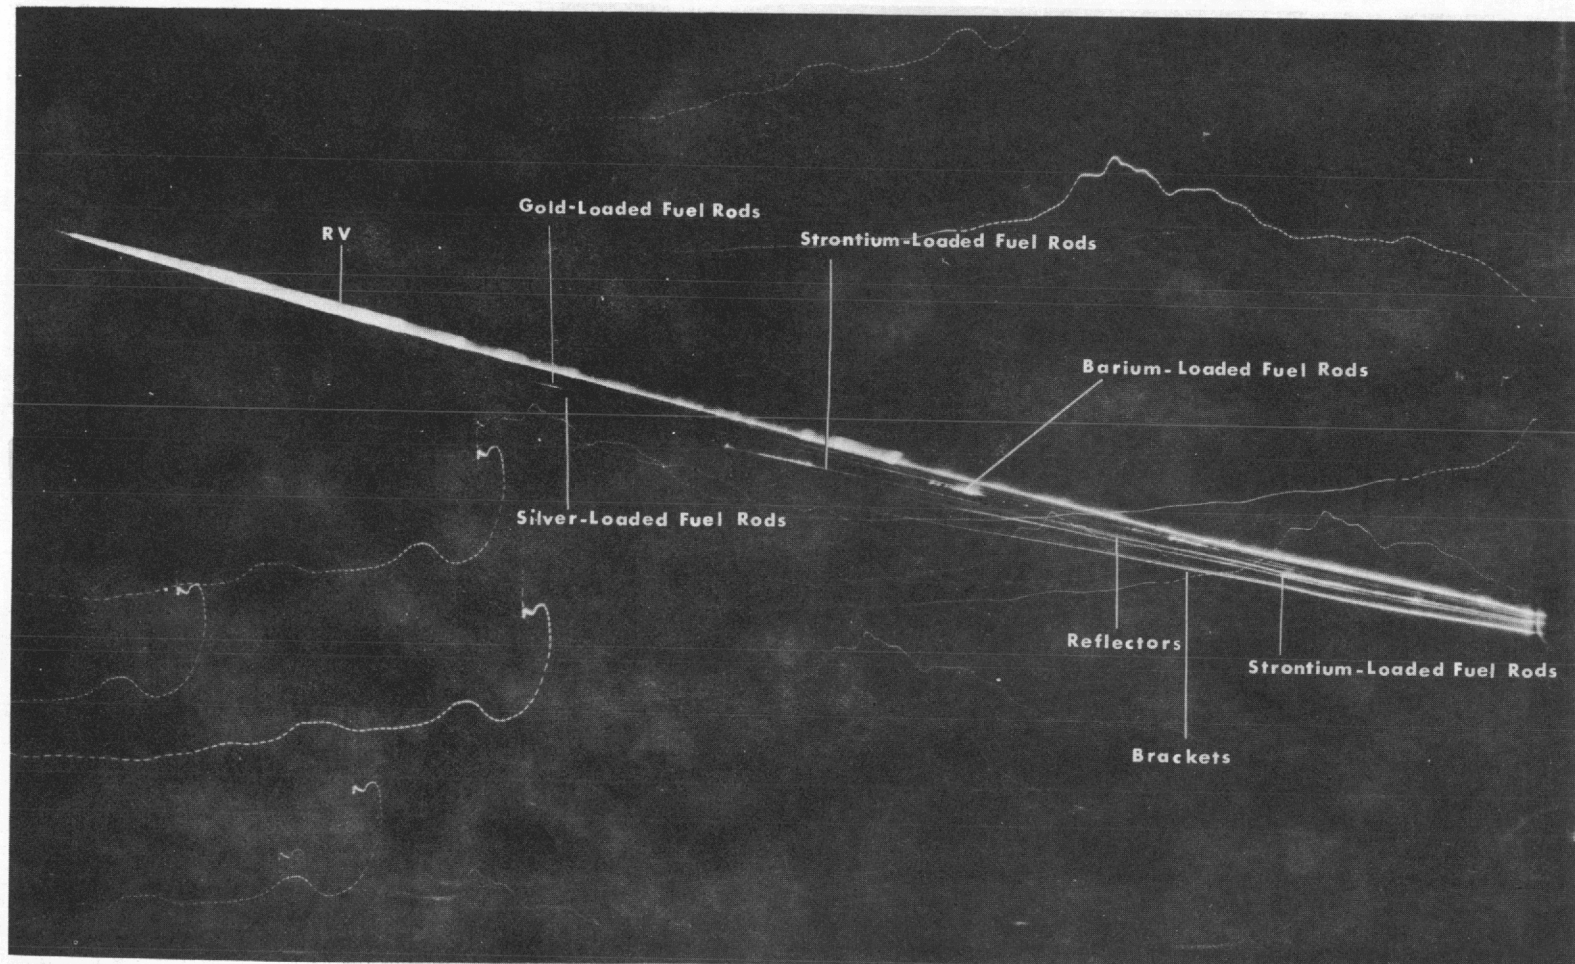 Gold-Loaded Fuel Rods
RV
Strontium-Loaded Fuel Rods
Barium-Loaded Fuel Rods
Silver-Loaded Fuel Rods
Reflectors
Strontium-Loaded Fuel Rods
Brackets